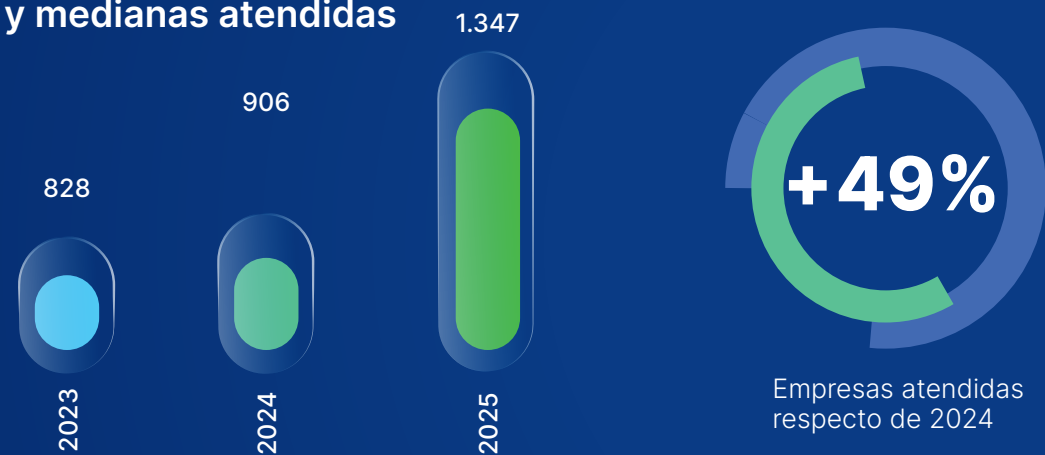 y medianas atendidas
828
906
1.347
2023
2024
2025
+49%
Empresas atendidas
respecto de 2024